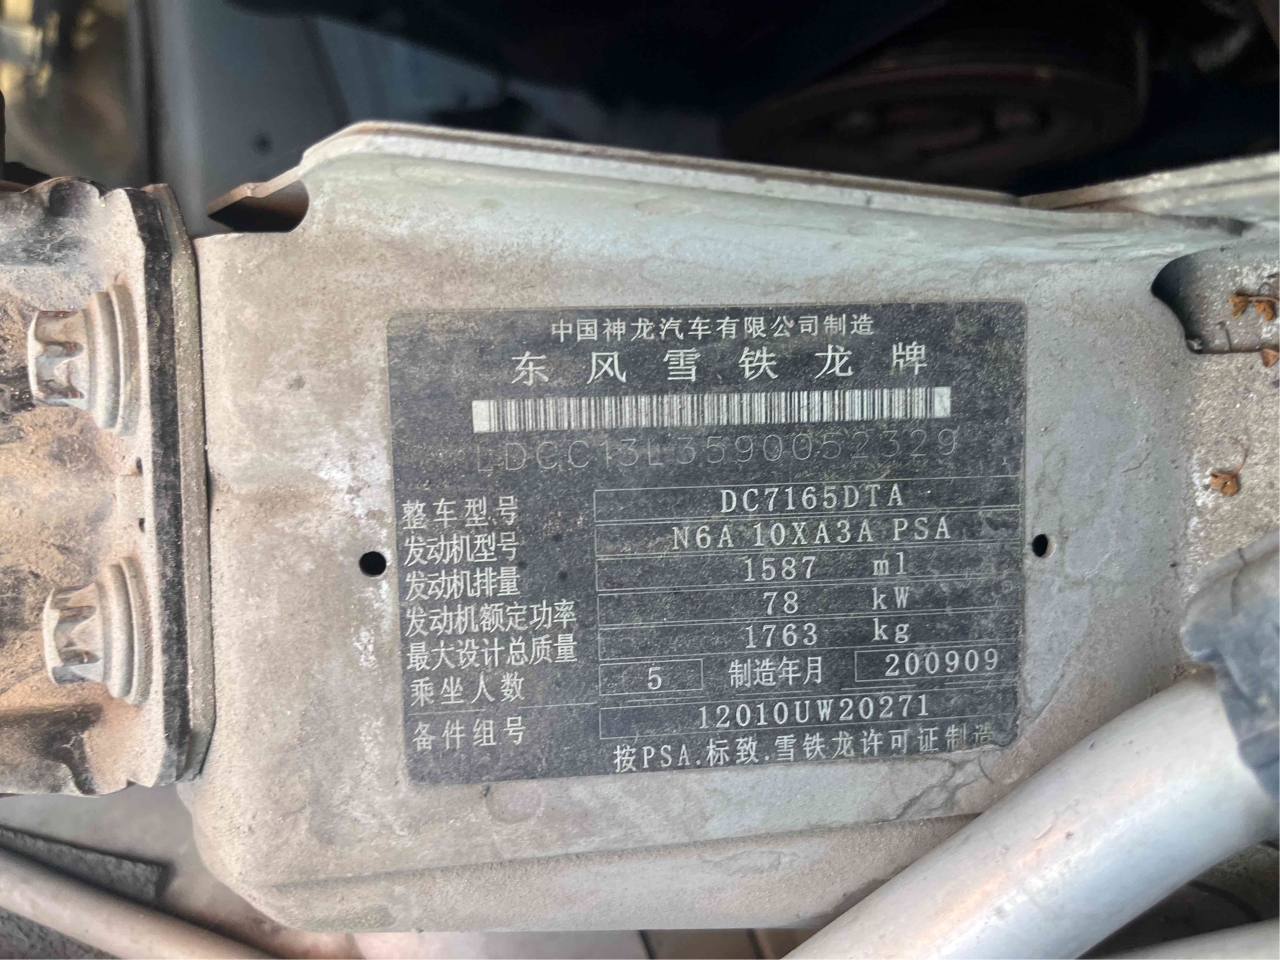 中国神龙汽车有限公司制造
东风雪铁龙牌
LDCC13L3590052329
整车型号 DC7165DTA
发动机型号 N6A 10XA3A PSA
发动机排量 1587 ml
发动机额定功率 78 kW
最大设计总质量 1763 kg
乘坐人数 5 制造年月 200909
备件组号 12010UW20271
按PSA.标致.雪铁龙许可证制造